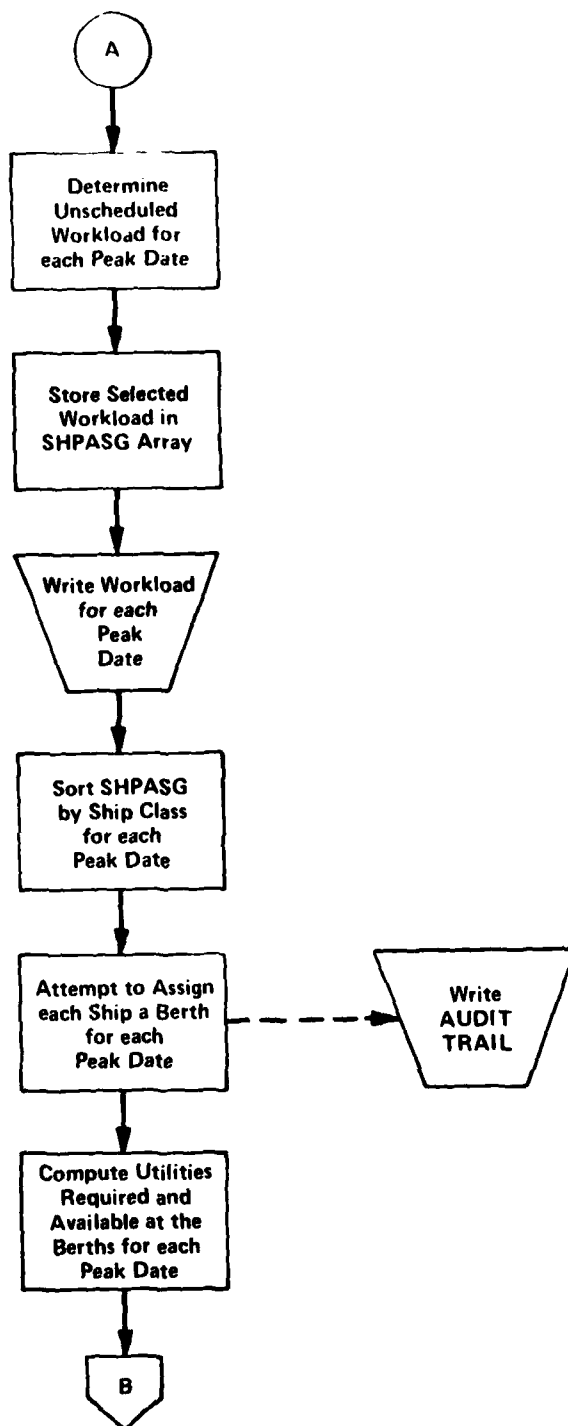 A
Determine
Unscheduled
Workload for
each Peak Date
Store Selected
Workload in
SHPASG Array
Write Workload
for each
Peak
Date
Sort SHPASG
by Ship Class
for each
Peak Date
Attempt to Assign
each Ship a Berth
for each
Peak Date
Write
AUDIT
TRAIL
Compute Utilities
Required and
Available at the
Berths for each
Peak Date
B